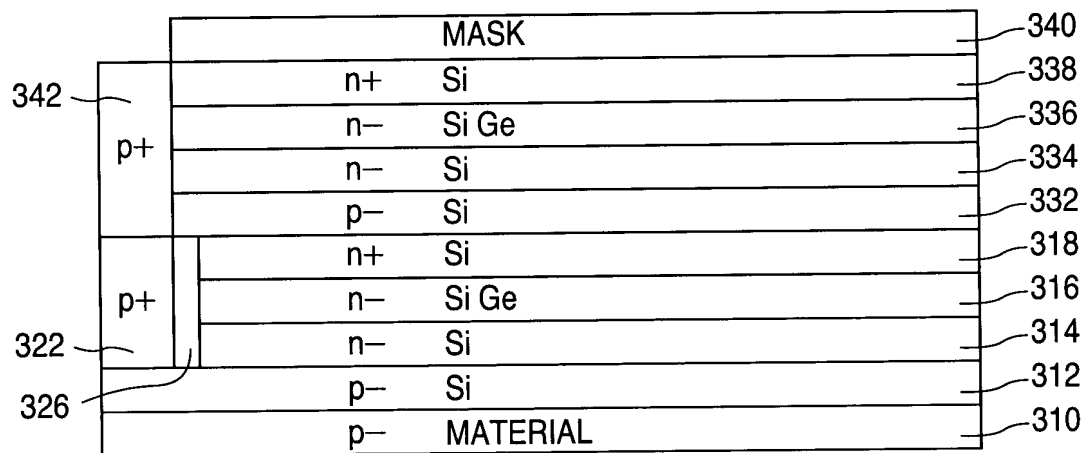 MASK 340
342 n+ Si 338
n− Si Ge 336
p+ n− Si 334
p− Si 332
n+ Si 318
p+ n− Si Ge 316
322 n− Si 314
326 p− Si 312
p− MATERIAL 310